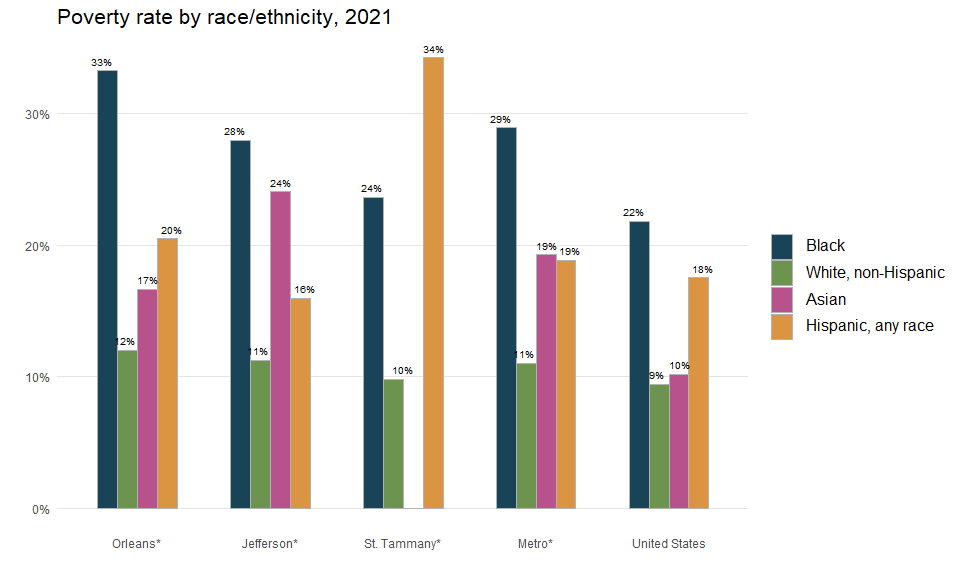 Poverty rate by race/ethnicity, 2021
34%
33%
30%
29%
28%
24%
24%
22%
20%
20%
19%
19%
18%
17%
16%
12%
11%
11%
10%
10%
10%
9%
0%
Orleans*
Jefferson*
St. Tammany*
Metro*
United States
Black
White, non-Hispanic
Asian
Hispanic, any race